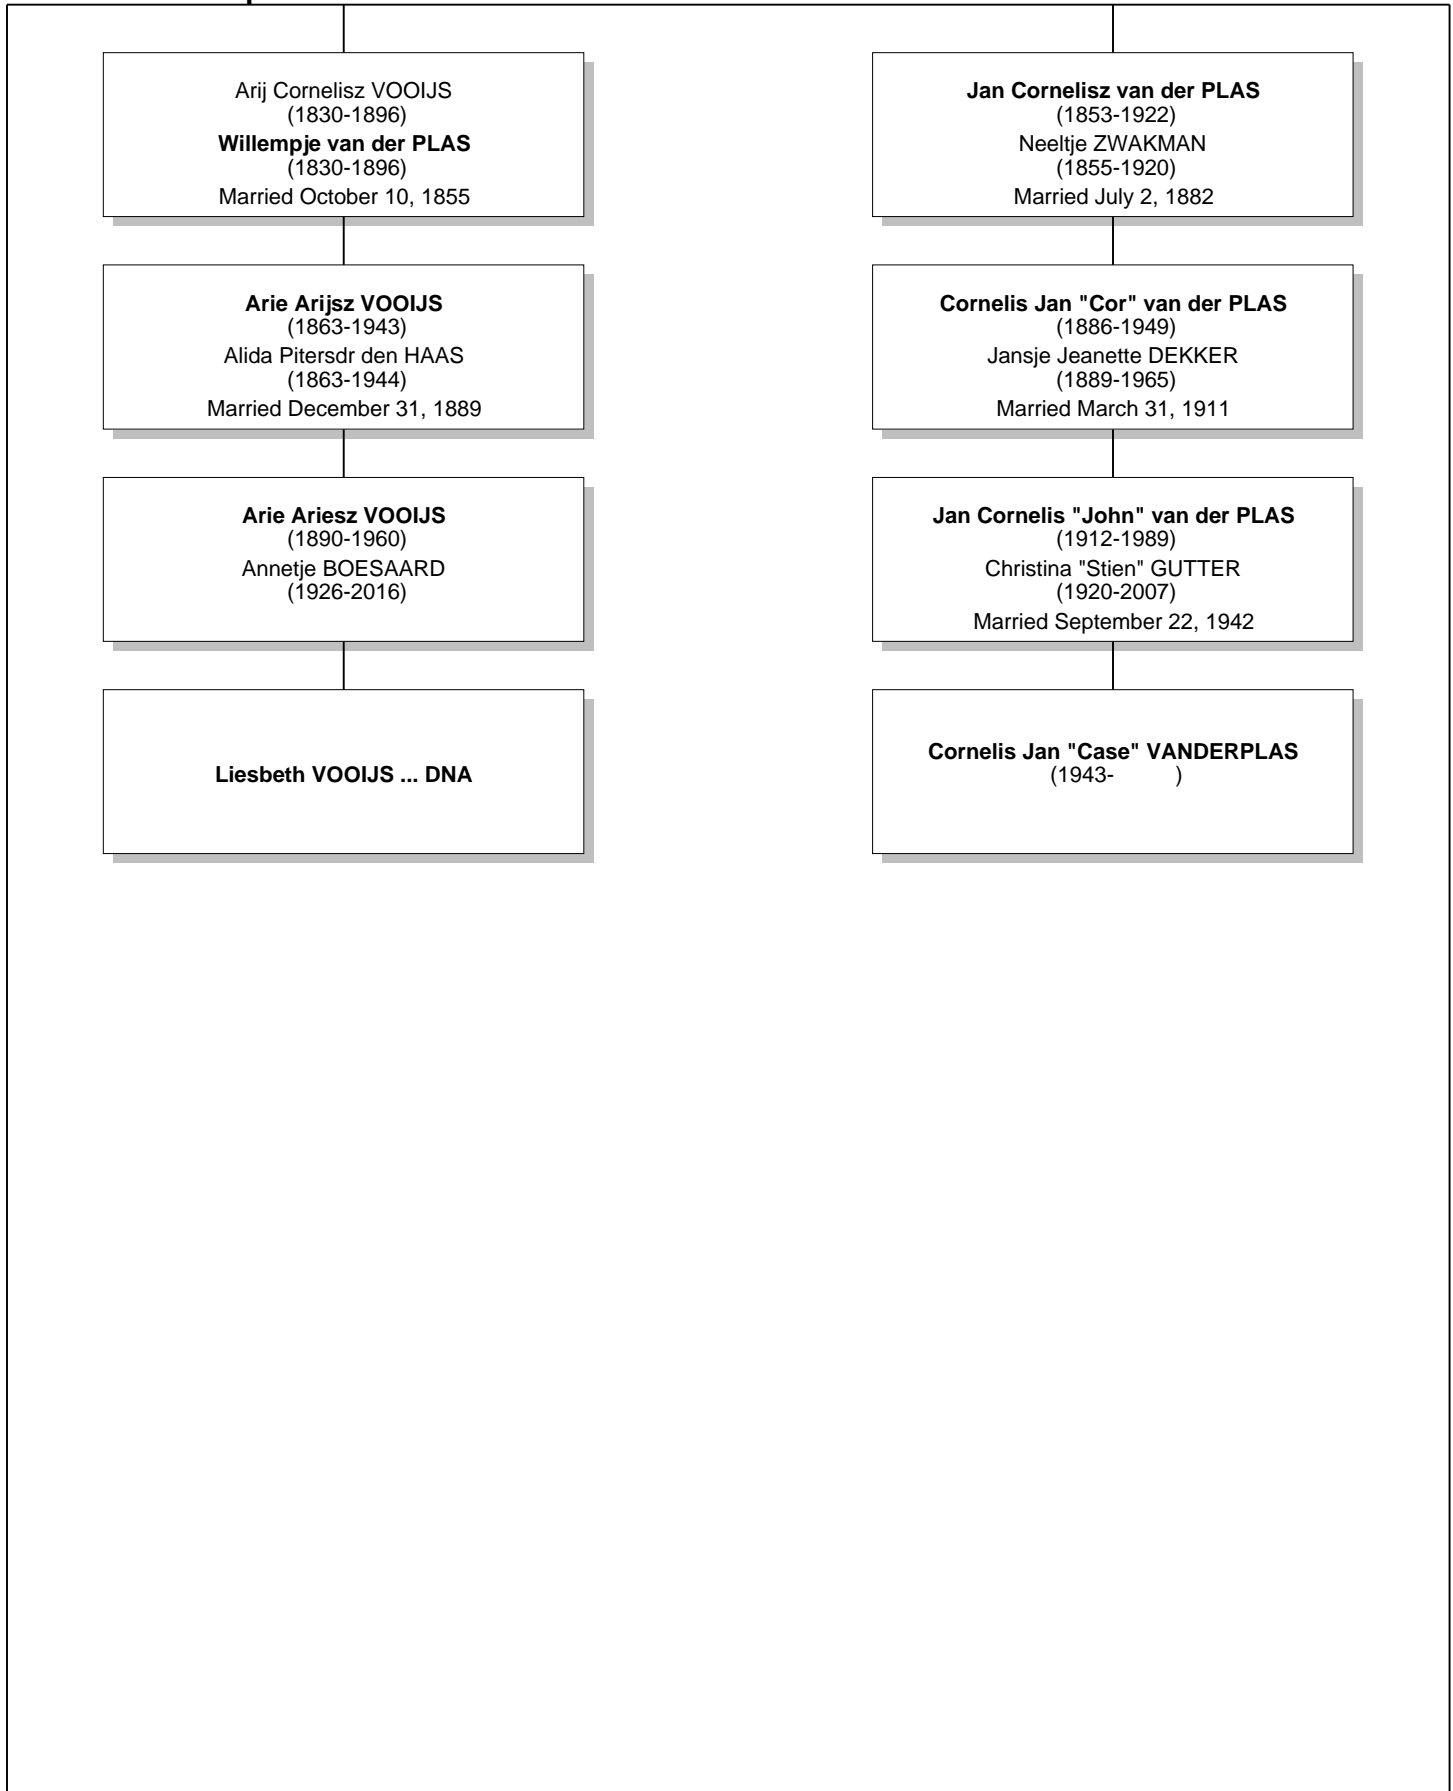 Arij Cornelisz VOOIJS
(1830-1896)
Willempje van der PLAS
(1830-1896)
Married October 10, 1855
Arie Arijsz VOOIJS
(1863-1943)
Alida Pitersdr den HAAS
(1863-1944)
Married December 31, 1889
Arie Ariesz VOOIJS
(1890-1960)
Annetje BOESAARD
(1926-2016)
Liesbeth VOOIJS ... DNA
Jan Cornelisz van der PLAS
(1853-1922)
Neeltje ZWAKMAN
(1855-1920)
Married July 2, 1882
Cornelis Jan "Cor" van der PLAS
(1886-1949)
Jansje Jeanette DEKKER
(1889-1965)
Married March 31, 1911
Jan Cornelis "John" van der PLAS
(1912-1989)
Christina "Stien" GUTTER
(1920-2007)
Married September 22, 1942
Cornelis Jan "Case" VANDERPLAS
(1943- )